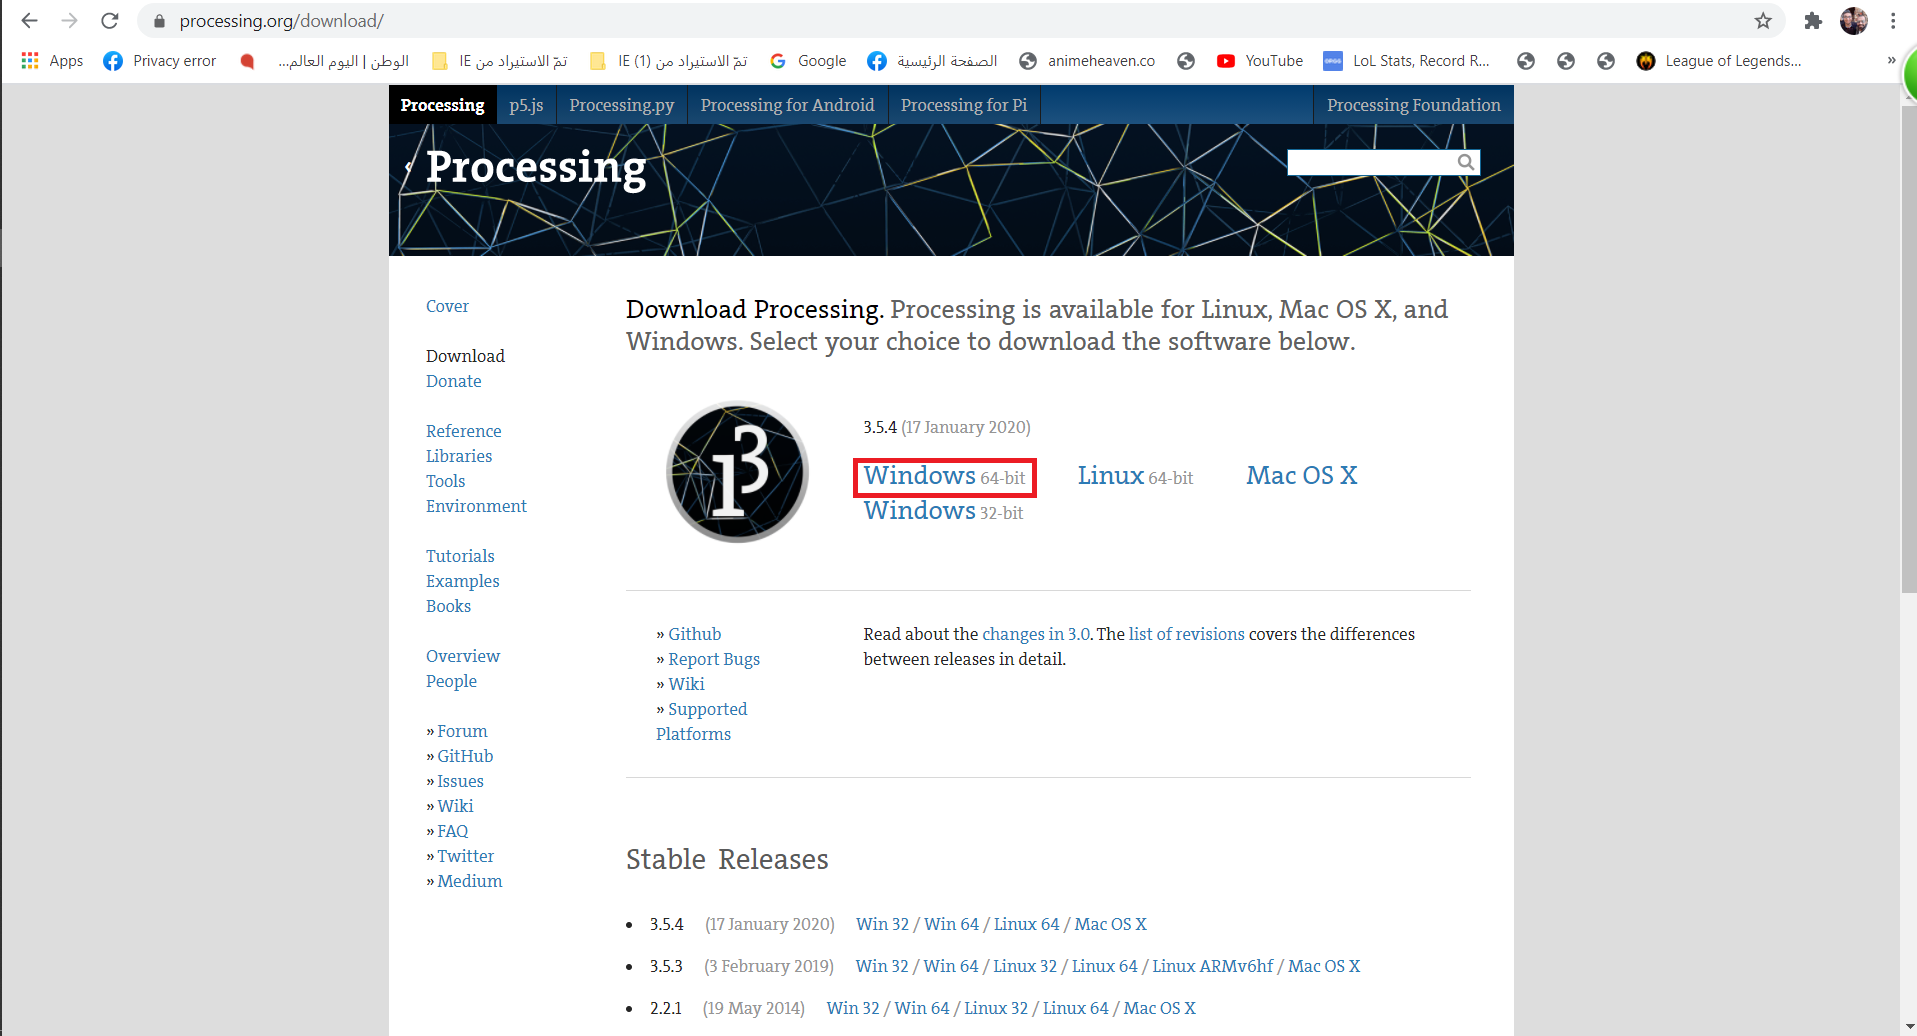 processing.org/download/
Apps Privacy error الوطن | اليوم العالم... تمّ الاستيراد من IE تمّ الاستيراد من IE (1) Google الصفحة الرئيسية animeheaven.co YouTube OP.GG LoL Stats, Record R... League of Legends... »
Processing p5.js Processing.py Processing for Android Processing for Pi Processing Foundation
Processing
Cover
Download
Donate
Reference
Libraries
Tools
Environment
Tutorials
Examples
Books
Overview
People
» Forum
» GitHub
» Issues
» Wiki
» FAQ
» Twitter
» Medium
Download Processing. Processing is available for Linux, Mac OS X, and
Windows. Select your choice to download the software below.
3
3.5.4 (17 January 2020)
Windows 64-bit Linux 64-bit Mac OS X
Windows 32-bit
» Github
» Report Bugs
» Wiki
» Supported
Platforms
Read about the changes in 3.0. The list of revisions covers the differences
between releases in detail.
Stable Releases
• 3.5.4 (17 January 2020) Win 32 / Win 64 / Linux 64 / Mac OS X
• 3.5.3 (3 February 2019) Win 32 / Win 64 / Linux 32 / Linux 64 / Linux ARMv6hf / Mac OS X
• 2.2.1 (19 May 2014) Win 32 / Win 64 / Linux 32 / Linux 64 / Mac OS X